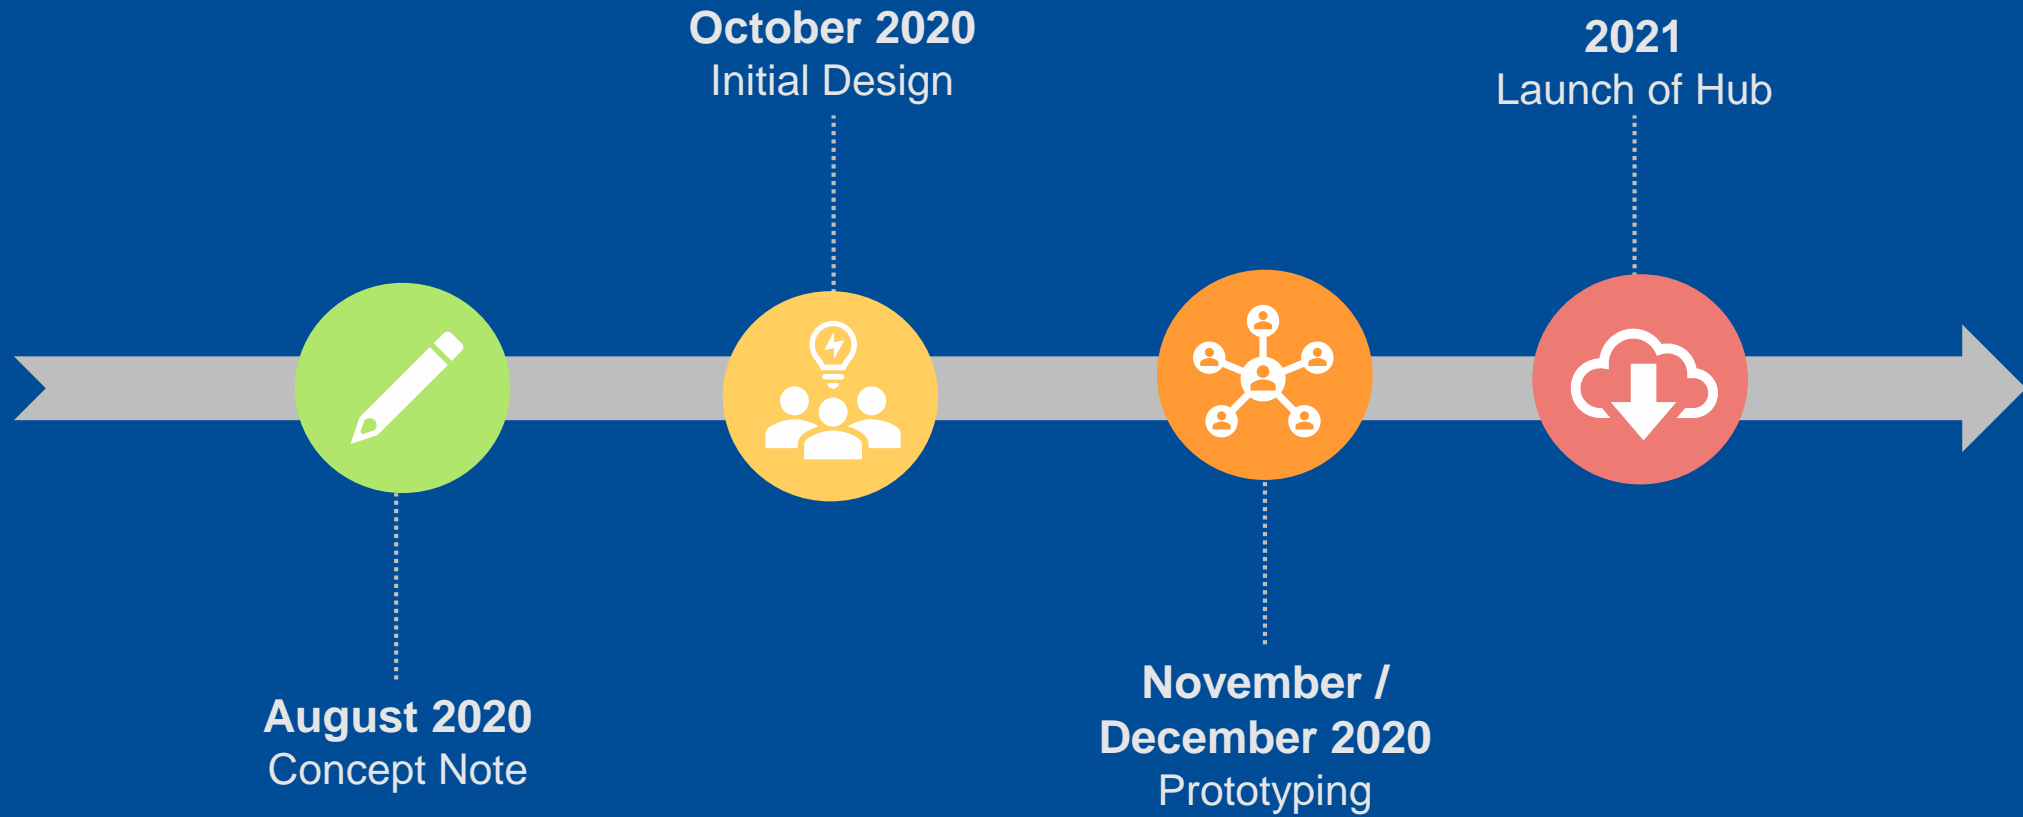 October 2020
Initial Design
2021
Launch of Hub
August 2020
Concept Note
November /
December 2020
Prototyping